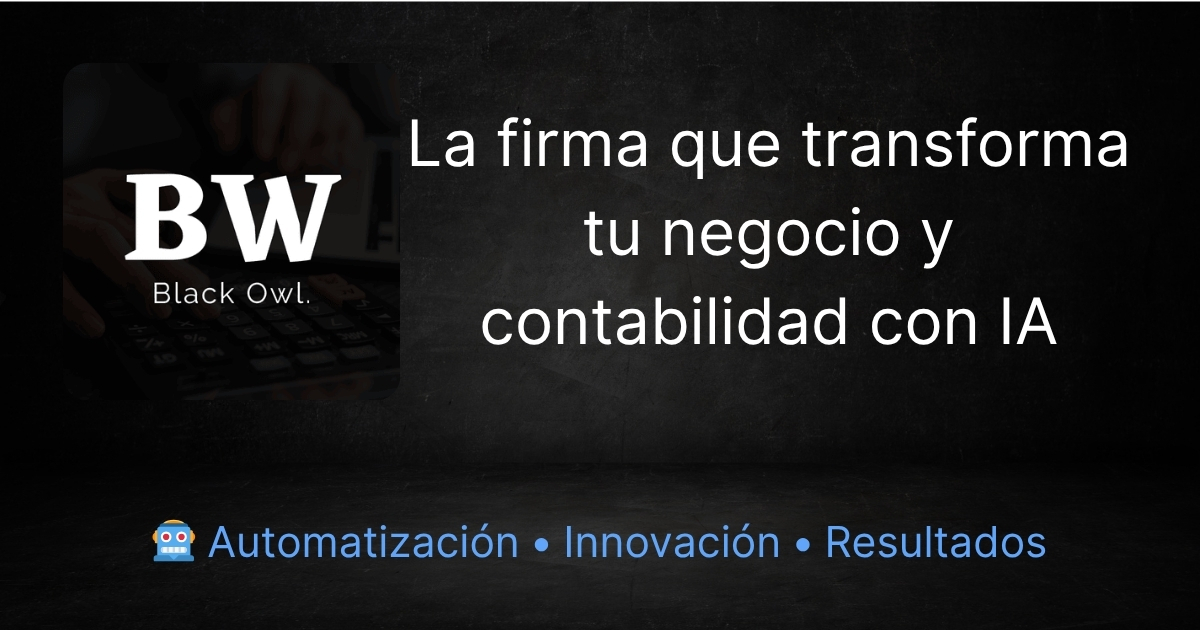 BW
Black Owl.
La firma que transforma
tu negocio y
contabilidad con IA
Automatización • Innovación • Resultados